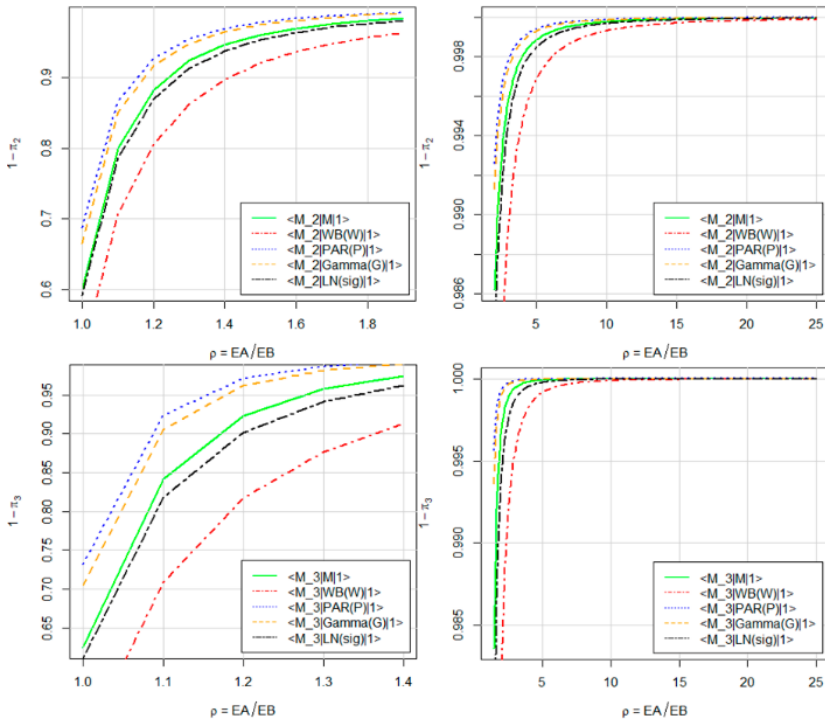 1 − π2
0.9
0.8
0.7
0.6
<M_2|M|1>
<M_2|WB(W)|1>
<M_2|PAR(P)|1>
<M_2|Gamma(G)|1>
<M_2|LN(sig)|1>
1.0 1.2 1.4 1.6 1.8
ρ = EA/EB
1 − π2
0.998
0.994
0.990
0.986
<M_2|M|1>
<M_2|WB(W)|1>
<M_2|PAR(P)|1>
<M_2|Gamma(G)|1>
<M_2|LN(sig)|1>
5 10 15 20 25
ρ = EA/EB
1 − π3
0.95
0.90
0.85
0.80
0.75
0.70
0.65
<M_3|M|1>
<M_3|WB(W)|1>
<M_3|PAR(P)|1>
<M_3|Gamma(G)|1>
<M_3|LN(sig)|1>
1.0 1.1 1.2 1.3 1.4
ρ = EA/EB
1 − π3
1.000
0.995
0.990
0.985
<M_3|M|1>
<M_3|WB(W)|1>
<M_3|PAR(P)|1>
<M_3|Gamma(G)|1>
<M_3|LN(sig)|1>
5 10 15 20 25
ρ = EA/EB